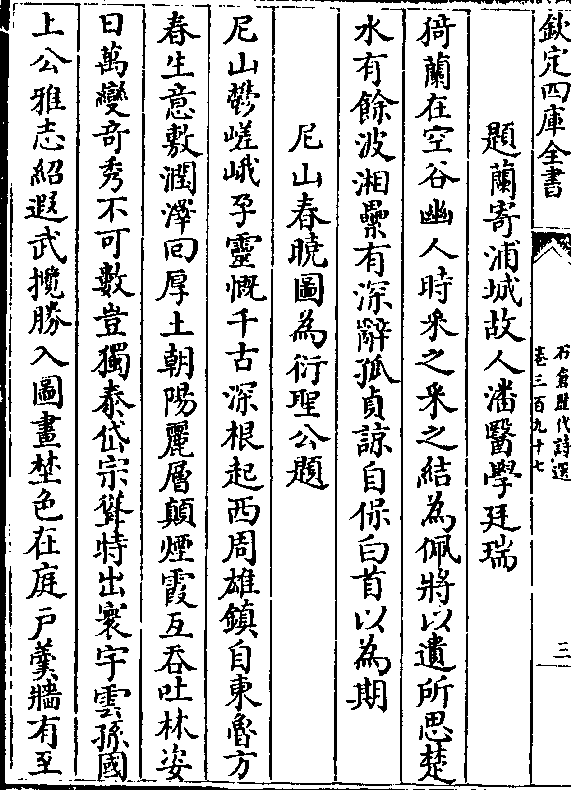 欽定四庫全書
石倉歷代詩選
卷三百九十七
三
題蘭寄浦城故人潘醫學廷瑞
猗蘭在空谷幽人時采之采之結為佩將以遺所思楚
水有餘波湘纍有深辭孤貞諒自保白首以為期
尼山春曉圖為衍聖公題
尼山鬱嵯峨孕靈慨千古深根起西周雄鎮自東魯方
春生意敷潤澤回厚土朝陽麗層顛煙霞互吞吐林姿
日萬變奇秀不可數豈獨泰岱宗聳特出寰宇雲孫國
上公雅志紹遐武攬勝入圖畫埜色在庭戶羹牆有至